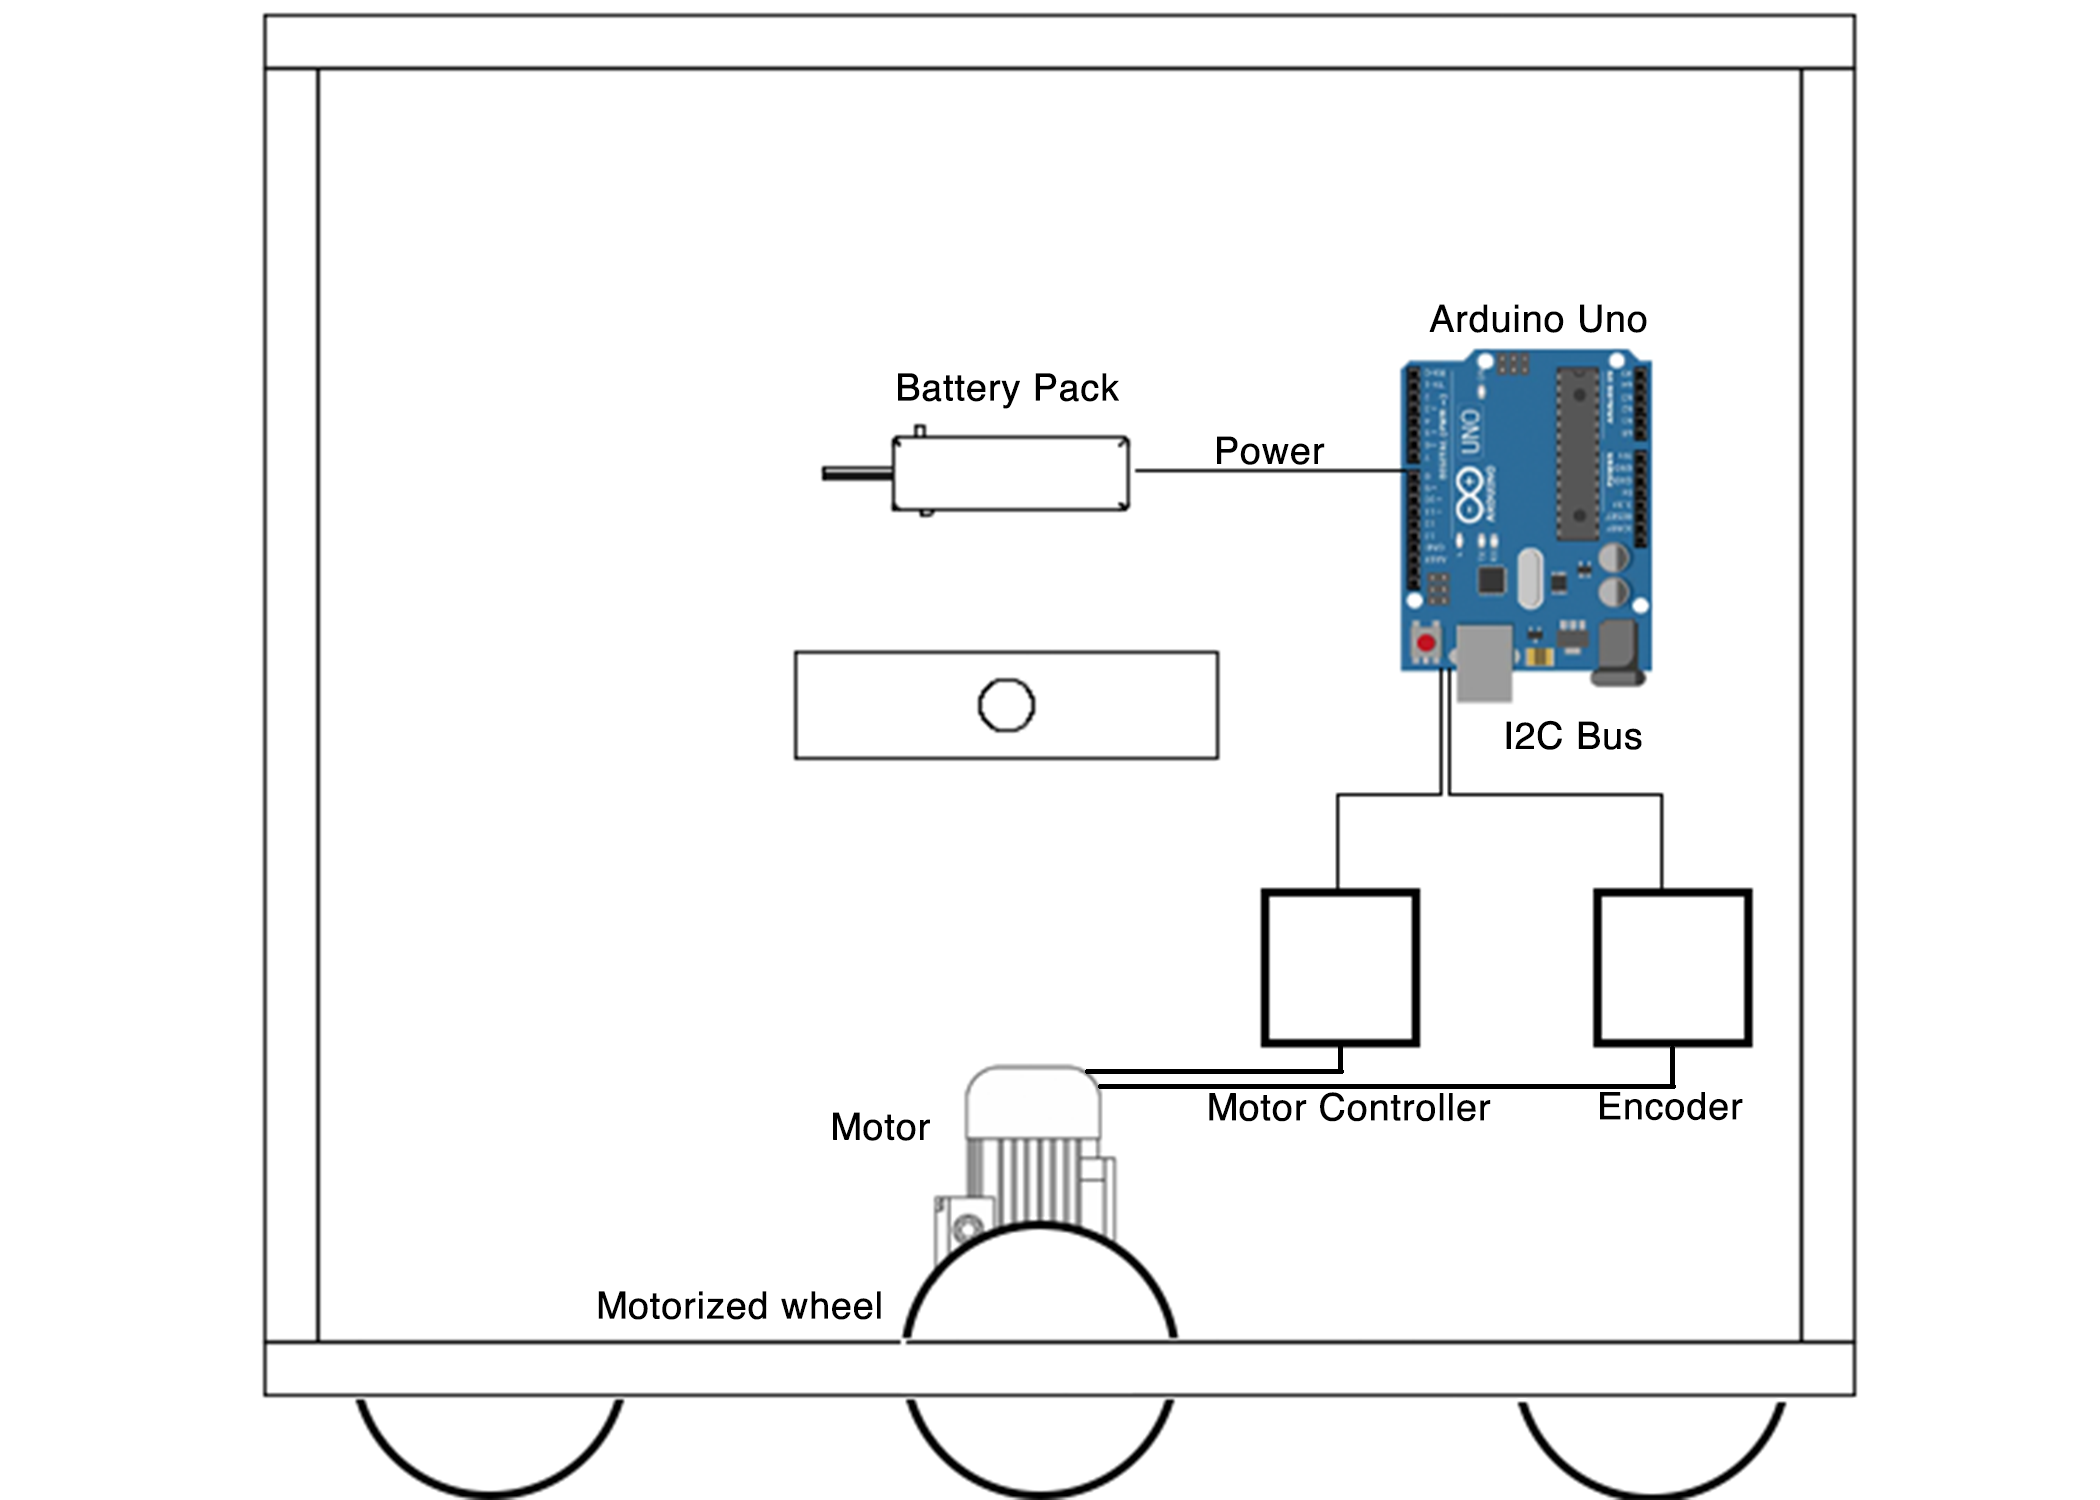 Arduino Uno
Battery Pack
Power
UNO
ARDUINO
I2C Bus
Motor Controller
Encoder
Motor
Motorized wheel